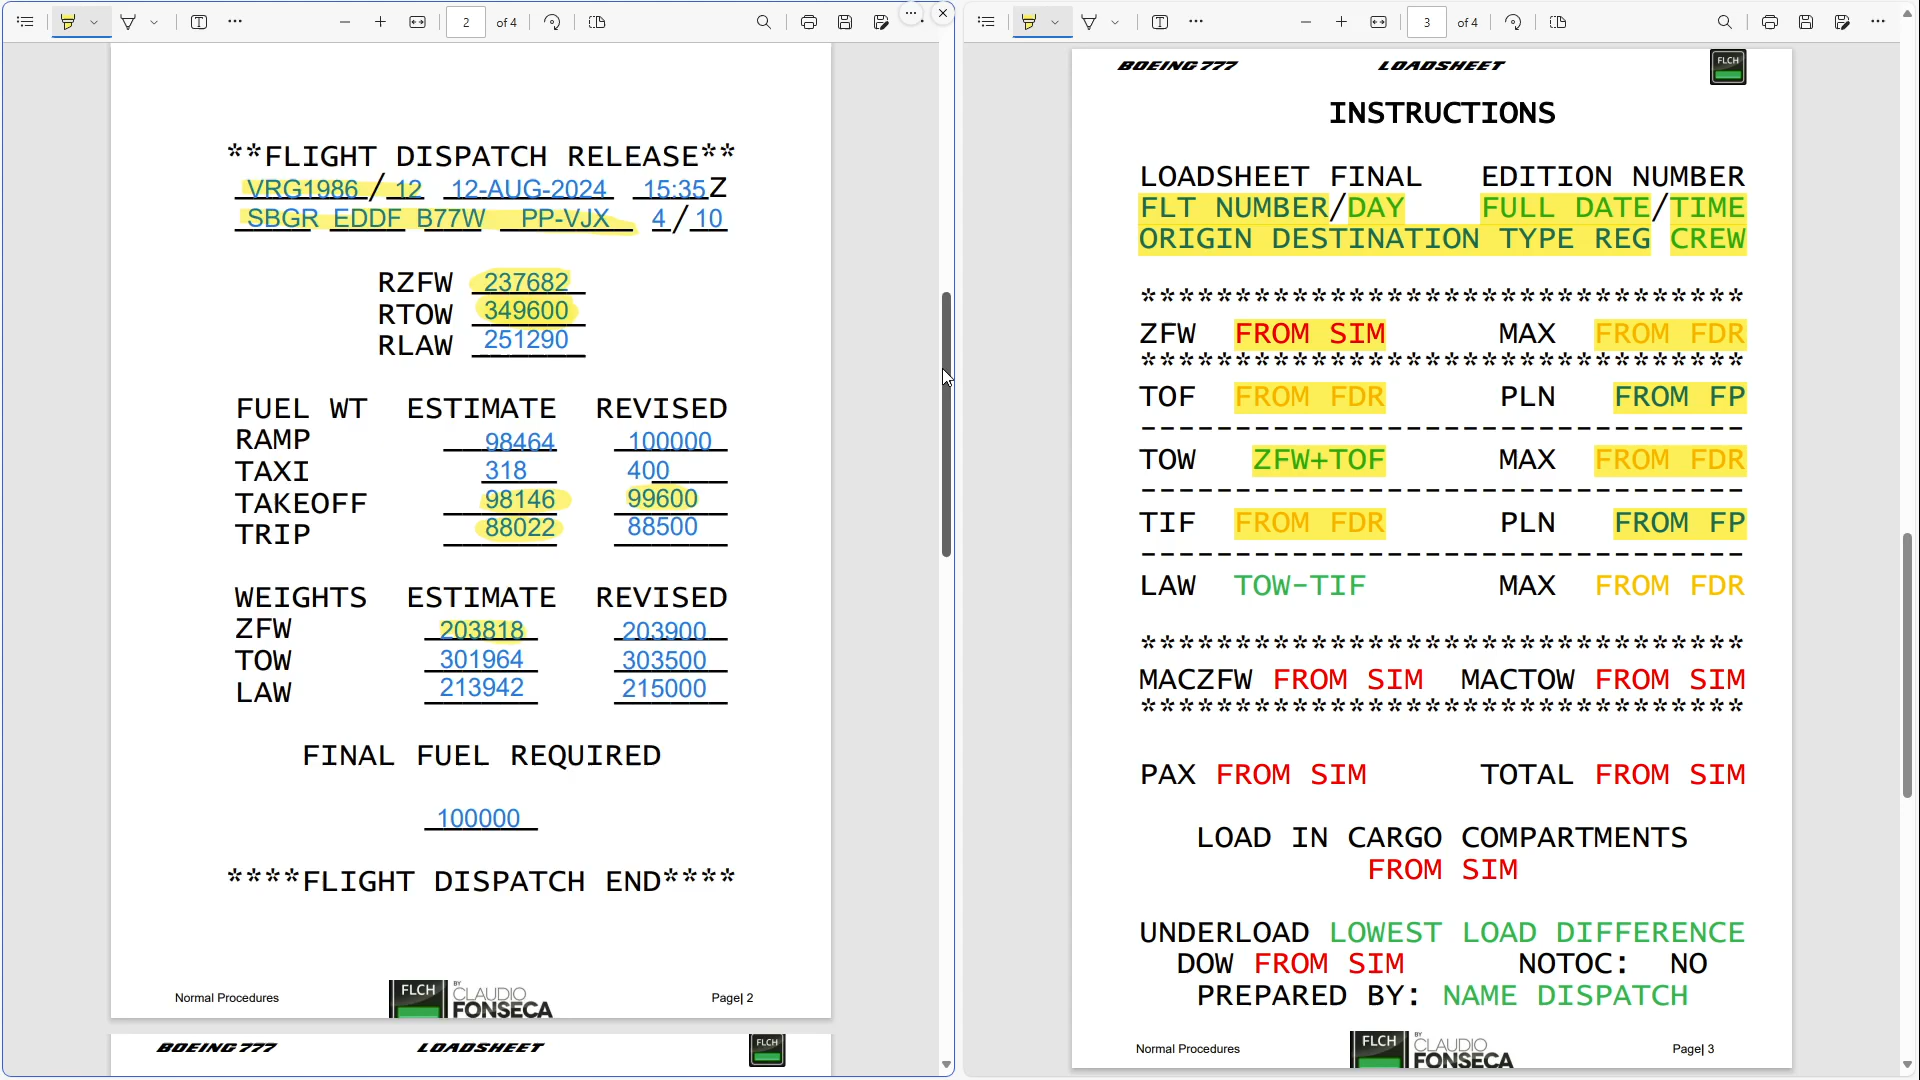 2 of 4
**FLIGHT DISPATCH RELEASE**
VRG1986/12 12-AUG-2024 15:35Z
SBGR EDDF B77W PP-VJX 4/10
RZFW 237682
RTOW 349600
RLAW 251290
FUEL WT ESTIMATE REVISED
RAMP 98464 100000
TAXI 318 400
TAKEOFF 98146 99600
TRIP 88022 88500
WEIGHTS ESTIMATE REVISED
ZFW 203818 203900
TOW 301964 303500
LAW 213942 215000
FINAL FUEL REQUIRED
100000
****FLIGHT DISPATCH END****
Normal Procedures FLCH BY CLAUDIO FONSECA Page| 2
BOEING 777 LOADSHEET FLCH
3 of 4
BOEING 777 LOADSHEET FLCH
INSTRUCTIONS
LOADSHEET FINAL EDITION NUMBER
FLT NUMBER/DAY FULL DATE/TIME
ORIGIN DESTINATION TYPE REG CREW
********************************
ZFW FROM SIM MAX FROM FDR
********************************
TOF FROM FDR PLN FROM FP
--------------------------------
TOW ZFW+TOF MAX FROM FDR
--------------------------------
TIF FROM FDR PLN FROM FP
--------------------------------
LAW TOW-TIF MAX FROM FDR
********************************
MACZFW FROM SIM MACTOW FROM SIM
********************************
PAX FROM SIM TOTAL FROM SIM
LOAD IN CARGO COMPARTMENTS
FROM SIM
UNDERLOAD LOWEST LOAD DIFFERENCE
DOW FROM SIM NOTOC: NO
PREPARED BY: NAME DISPATCH
Normal Procedures FLCH BY CLAUDIO FONSECA Page| 3